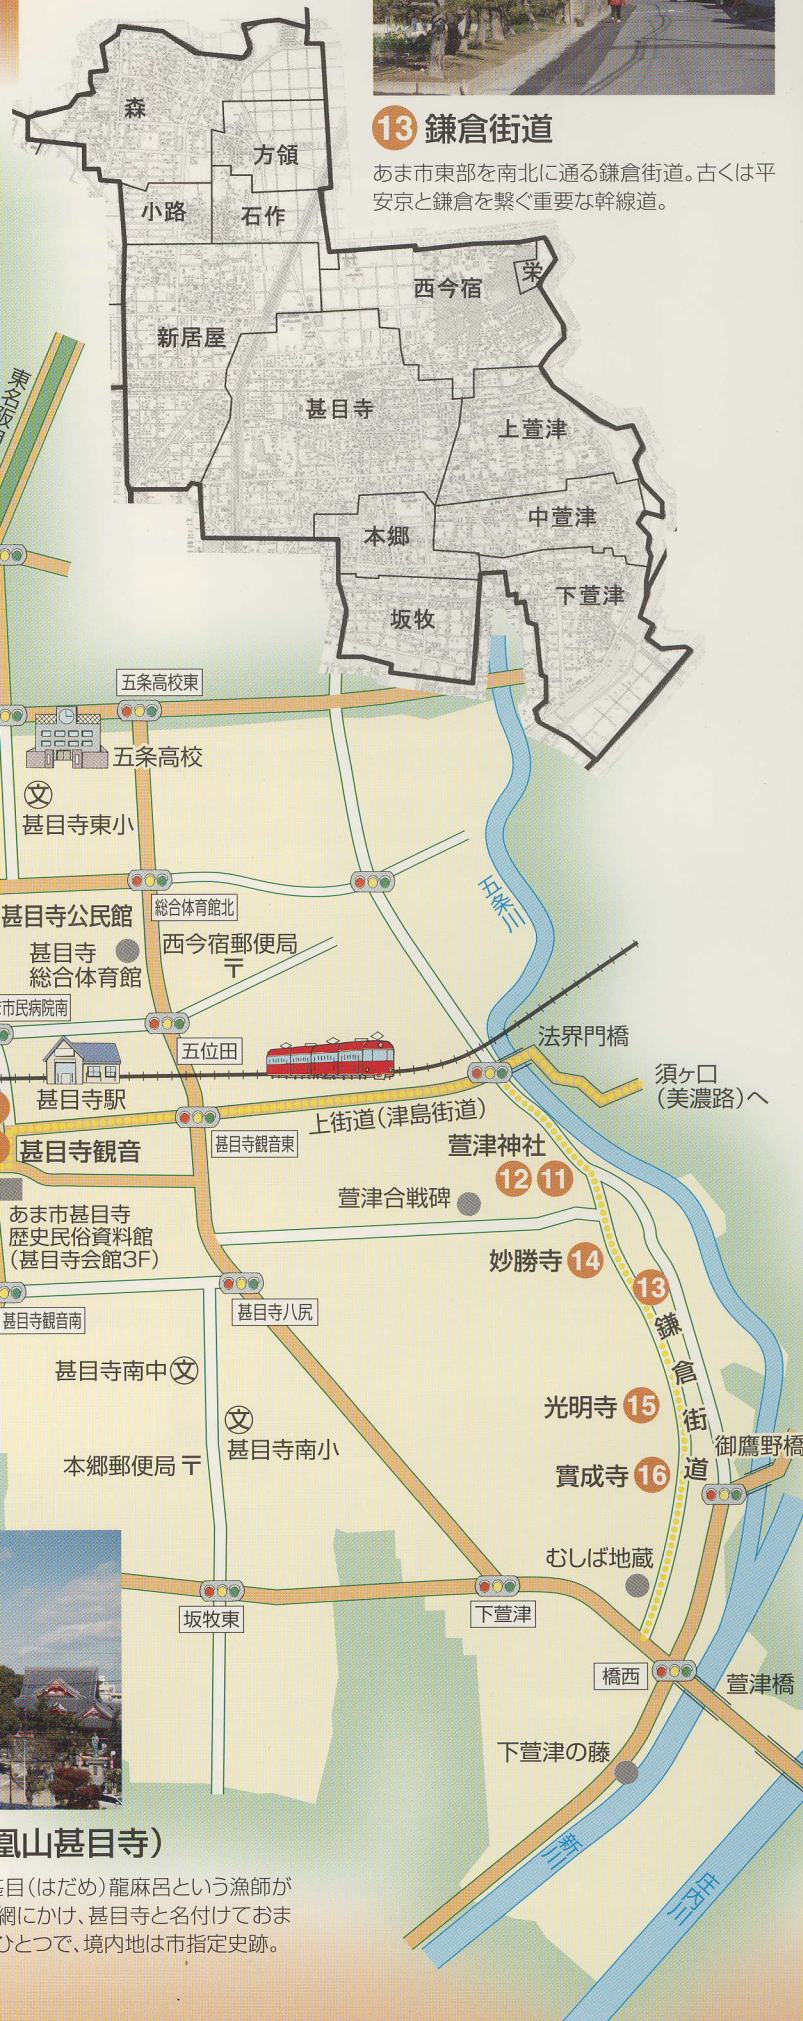 13 鎌倉街道
あま市東部を南北に通る鎌倉街道。古くは平
安京と鎌倉を繋ぐ重要な幹線道。
森
方領
小路
石作
西今宿
栄
新居屋
甚目寺
上萱津
中萱津
本郷
下萱津
坂牧
東名阪
五条高校東
五条高校
文
甚目寺東小
五条川
総合体育館北
甚目寺公民館
甚目寺
総合体育館
西今宿郵便局
〒
市民病院南
五位田
法界門橋
甚目寺駅
須ヶ口
(美濃路)へ
上街道(津島街道)
甚目寺観音
甚目寺観音東
萱津神社
12 11
萱津合戦碑
あま市甚目寺
歴史民俗資料館
(甚目寺会館3F)
妙勝寺 14
13
鎌倉街道
甚目寺観音南
甚目寺八尻
甚目寺南中 文
光明寺 15
文
甚目寺南小
御鷹野橋
本郷郵便局 〒
實成寺 16
むしば地蔵
坂牧東
下萱津
橋西
萱津橋
下萱津の藤
新川
庄内川
凰山甚目寺)
甚目(はだめ)龍麻呂という漁師が
網にかけ、甚目寺と名付けておま
ひとつで、境内地は市指定史跡。